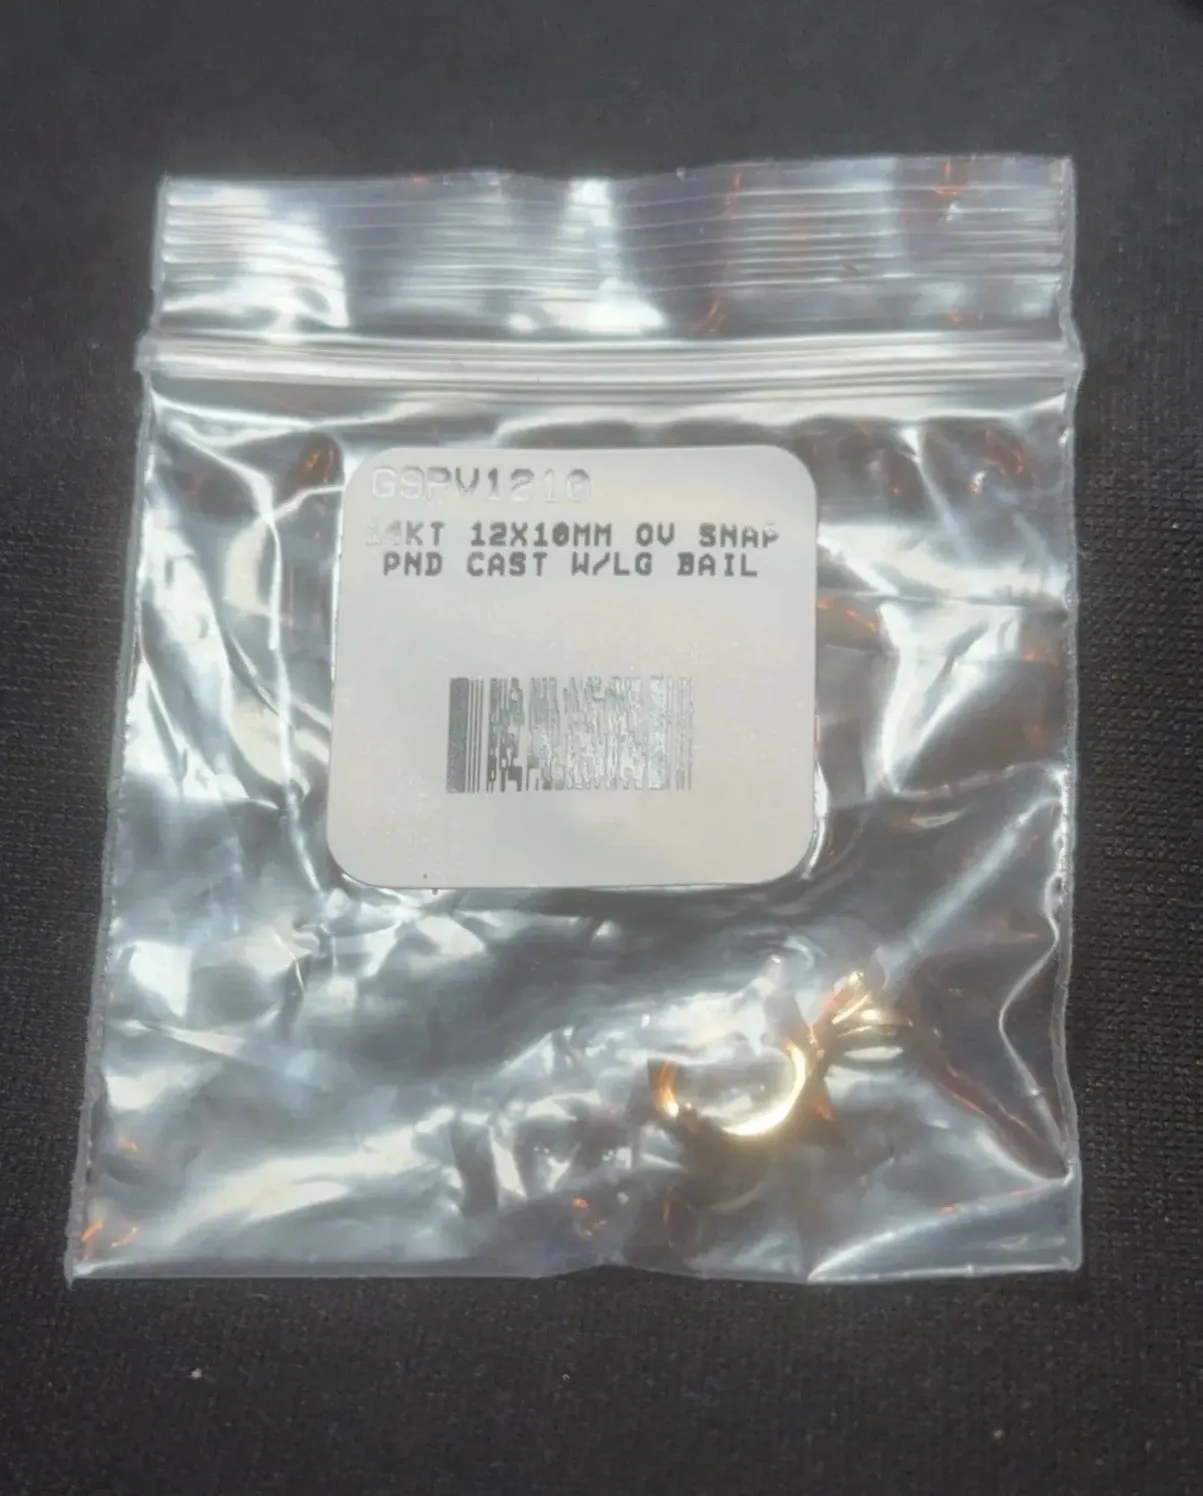 GSPV1210
14KT 12X10MM OV SNAP
PND CAST W/LG BAIL